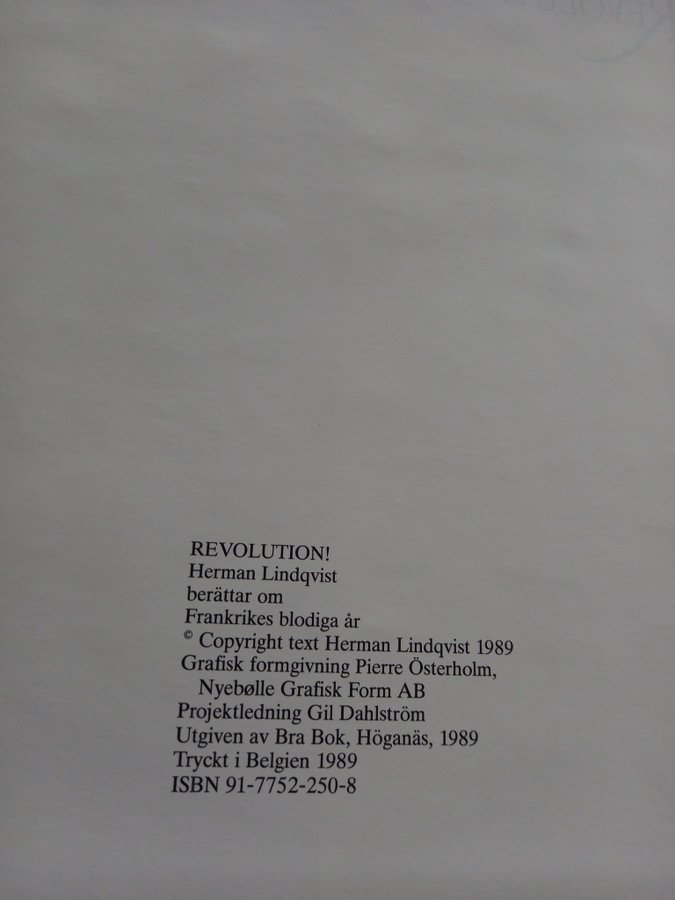 REVOLUTION!
Herman Lindqvist
berättar om
Frankrikes blodiga år
© Copyright text Herman Lindqvist 1989
Grafisk formgivning Pierre Österholm,
Nyebølle Grafisk Form AB
Projektledning Gil Dahlström
Utgiven av Bra Bok, Höganäs, 1989
Tryckt i Belgien 1989
ISBN 91-7752-250-8